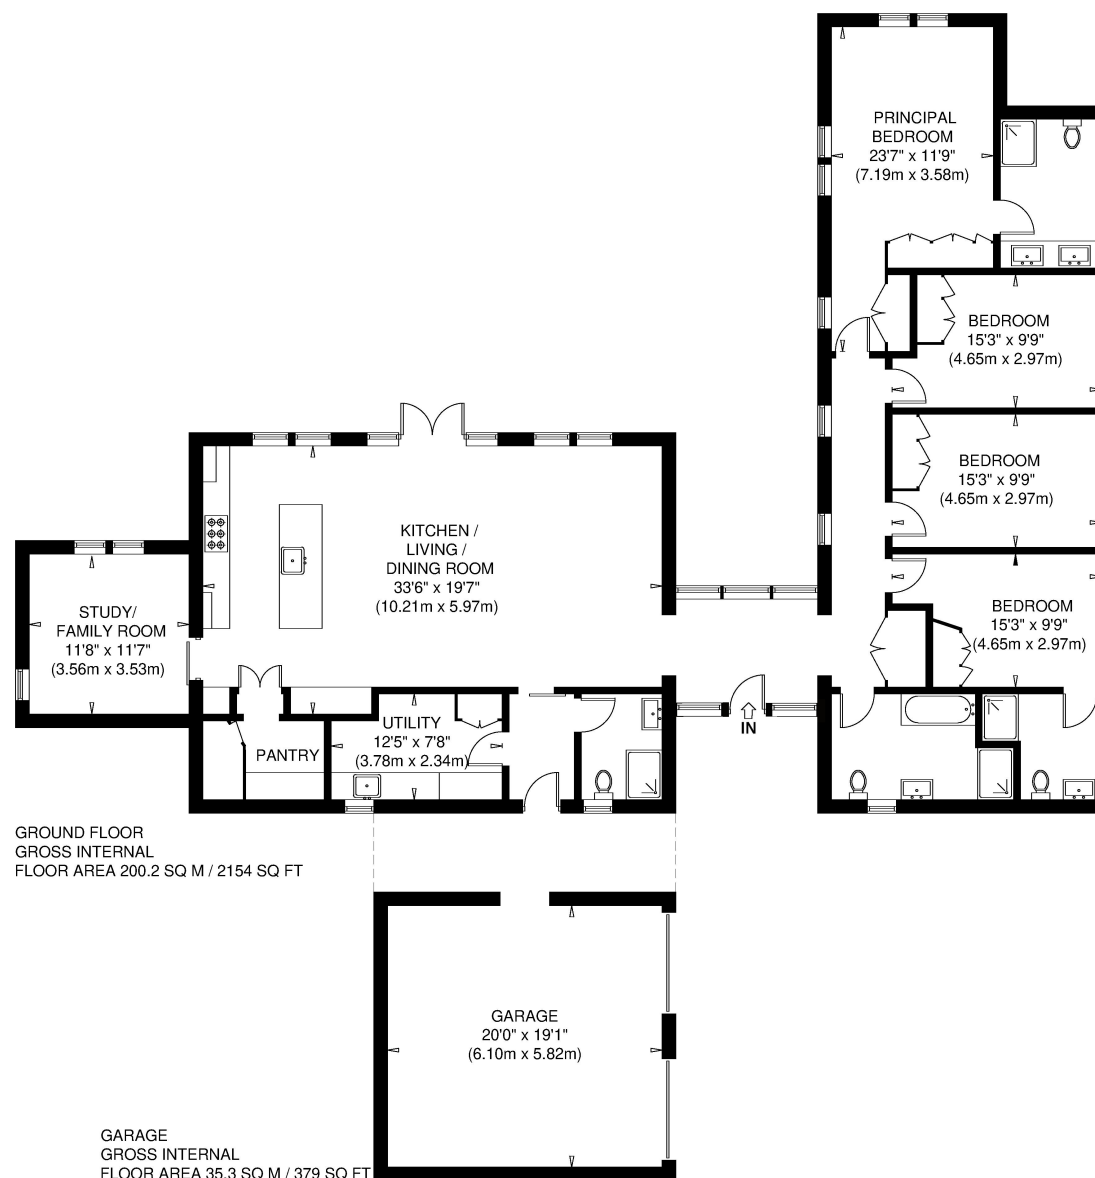 PRINCIPAL
BEDROOM
23'7" x 11'9"
(7.19m x 3.58m)
BEDROOM
15'3" x 9'9"
(4.65m x 2.97m)
BEDROOM
15'3" x 9'9"
(4.65m x 2.97m)
KITCHEN /
LIVING /
DINING ROOM
33'6" x 19'7"
(10.21m x 5.97m)
STUDY/
FAMILY ROOM
11'8" x 11'7"
(3.56m x 3.53m)
BEDROOM
15'3" x 9'9"
(4.65m x 2.97m)
UTILITY
12'5" x 7'8"
(3.78m x 2.34m)
PANTRY
IN
GROUND FLOOR
GROSS INTERNAL
FLOOR AREA 200.2 SQ M / 2154 SQ FT
GARAGE
20'0" x 19'1"
(6.10m x 5.82m)
GARAGE
GROSS INTERNAL
FLOOR AREA 35.3 SQ M / 379 SQ FT